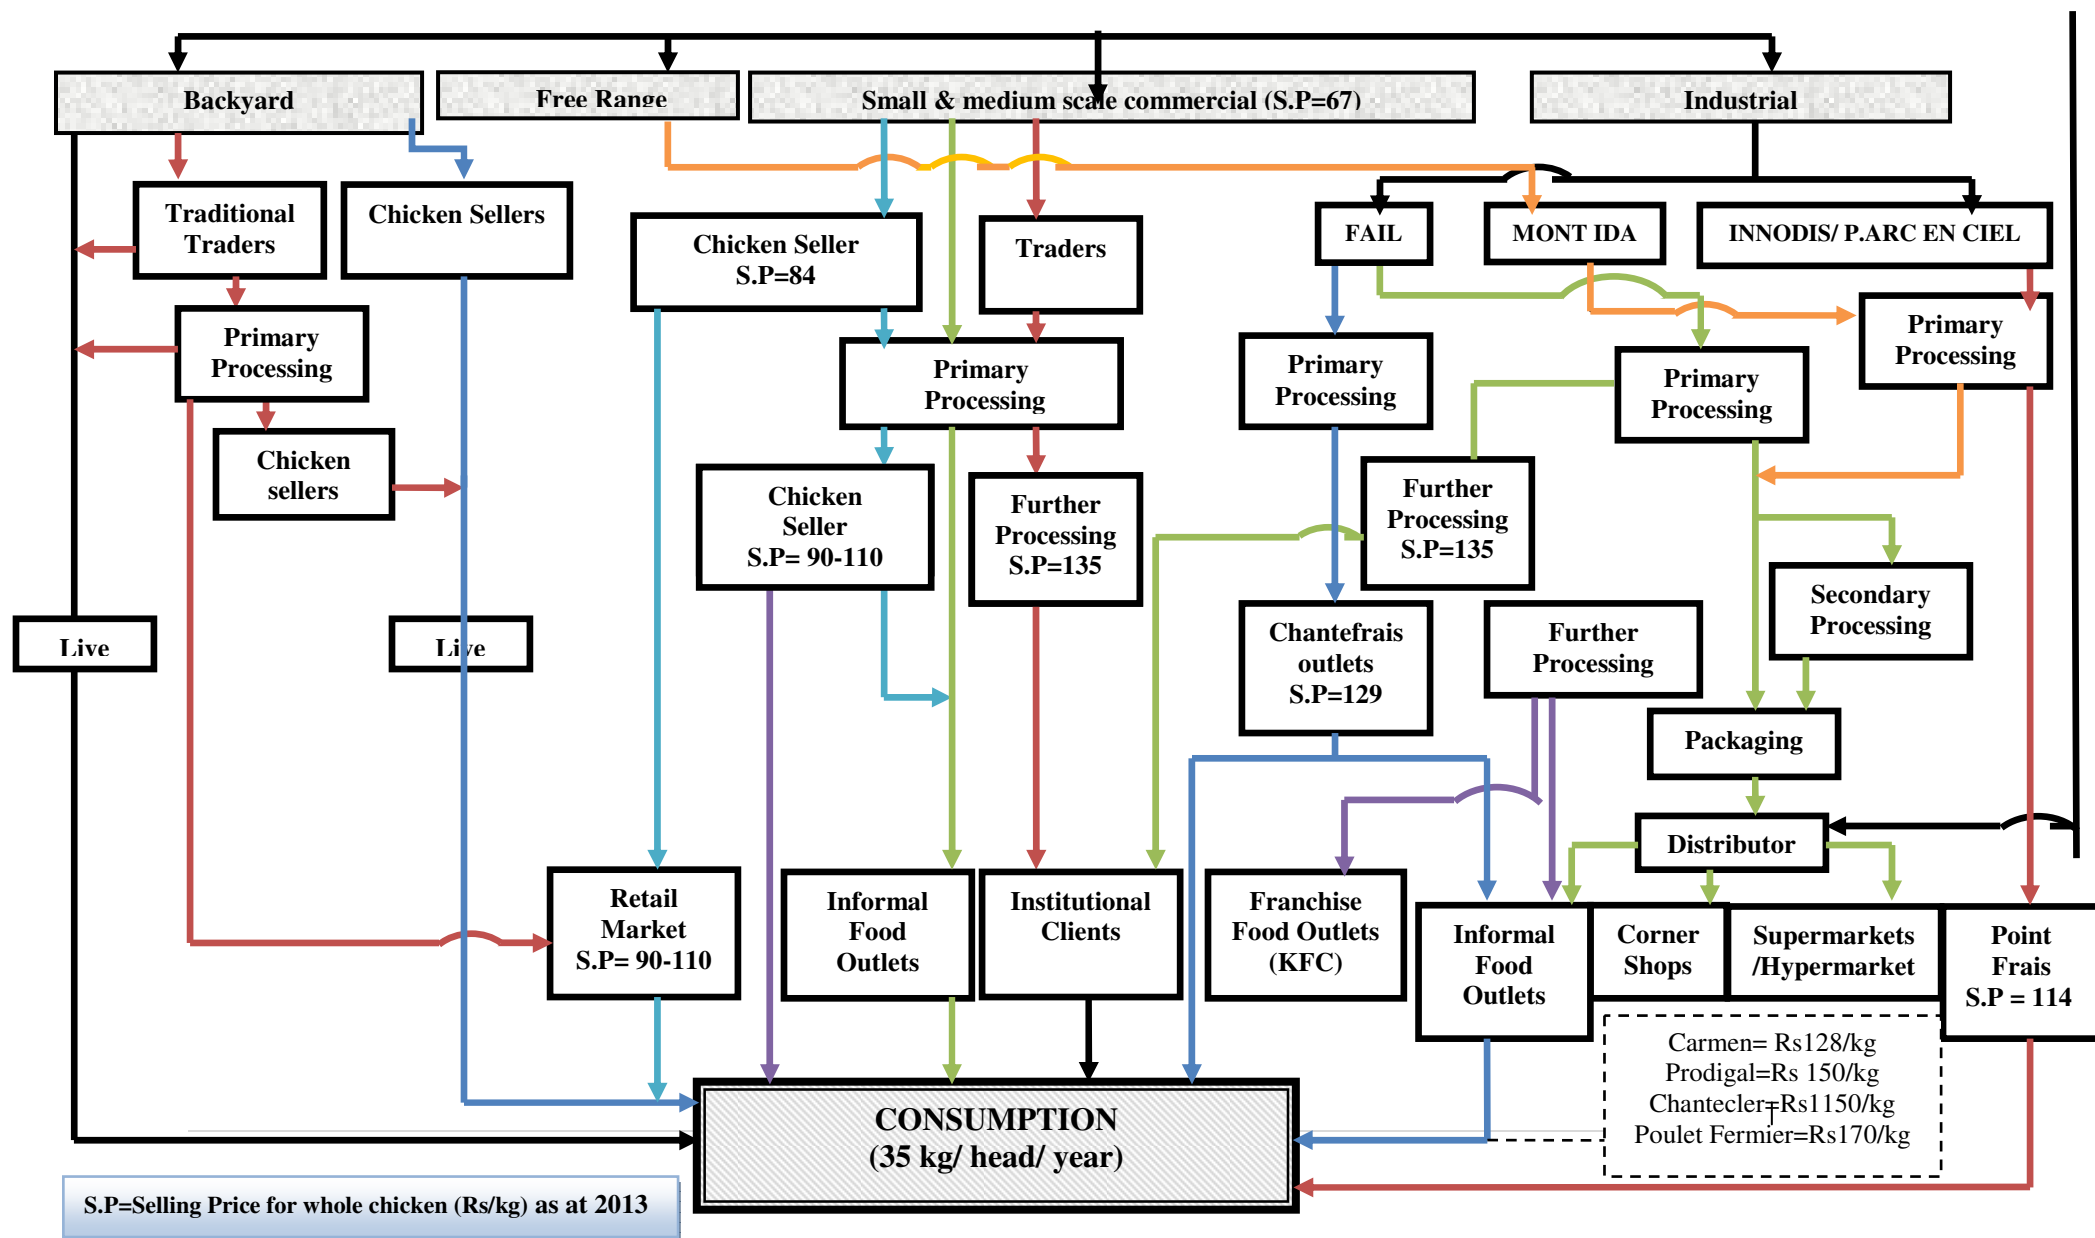 Backyard
Free Range
Small & medium scale commercial (S.P=67)
Industrial
Traditional
Traders
Chicken Sellers
Chicken Seller
S.P=84
Traders
FAIL
MONT IDA
INNODIS/ P.ARC EN CIEL
Primary
Processing
Primary
Processing
Primary
Processing
Primary
Processing
Primary
Processing
Chicken
sellers
Chicken
Seller
S.P= 90-110
Further
Processing
S.P=135
Further
Processing
S.P=135
Secondary
Processing
Live
Live
Chantefrais
outlets
S.P=129
Further
Processing
Packaging
Distributor
Retail
Market
S.P= 90-110
Informal
Food
Outlets
Institutional
Clients
Franchise
Food Outlets
(KFC)
Informal
Food
Outlets
Corner
Shops
Supermarkets
/Hypermarket
Point
Frais
S.P = 114
Carmen= Rs128/kg
Prodigal=Rs 150/kg
Chantecler=Rs1150/kg
Poulet Fermier=Rs170/kg
CONSUMPTION
(35 kg/ head/ year)
S.P=Selling Price for whole chicken (Rs/kg) as at 2013